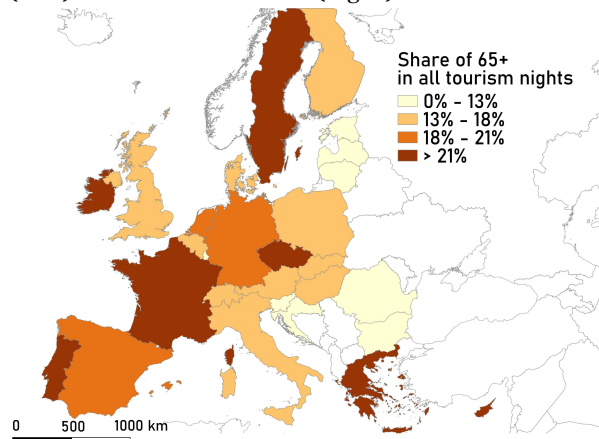 Share of 65+
in all tourism nights
0% - 13%
13% - 18%
18% - 21%
> 21%
0 500 1000 km